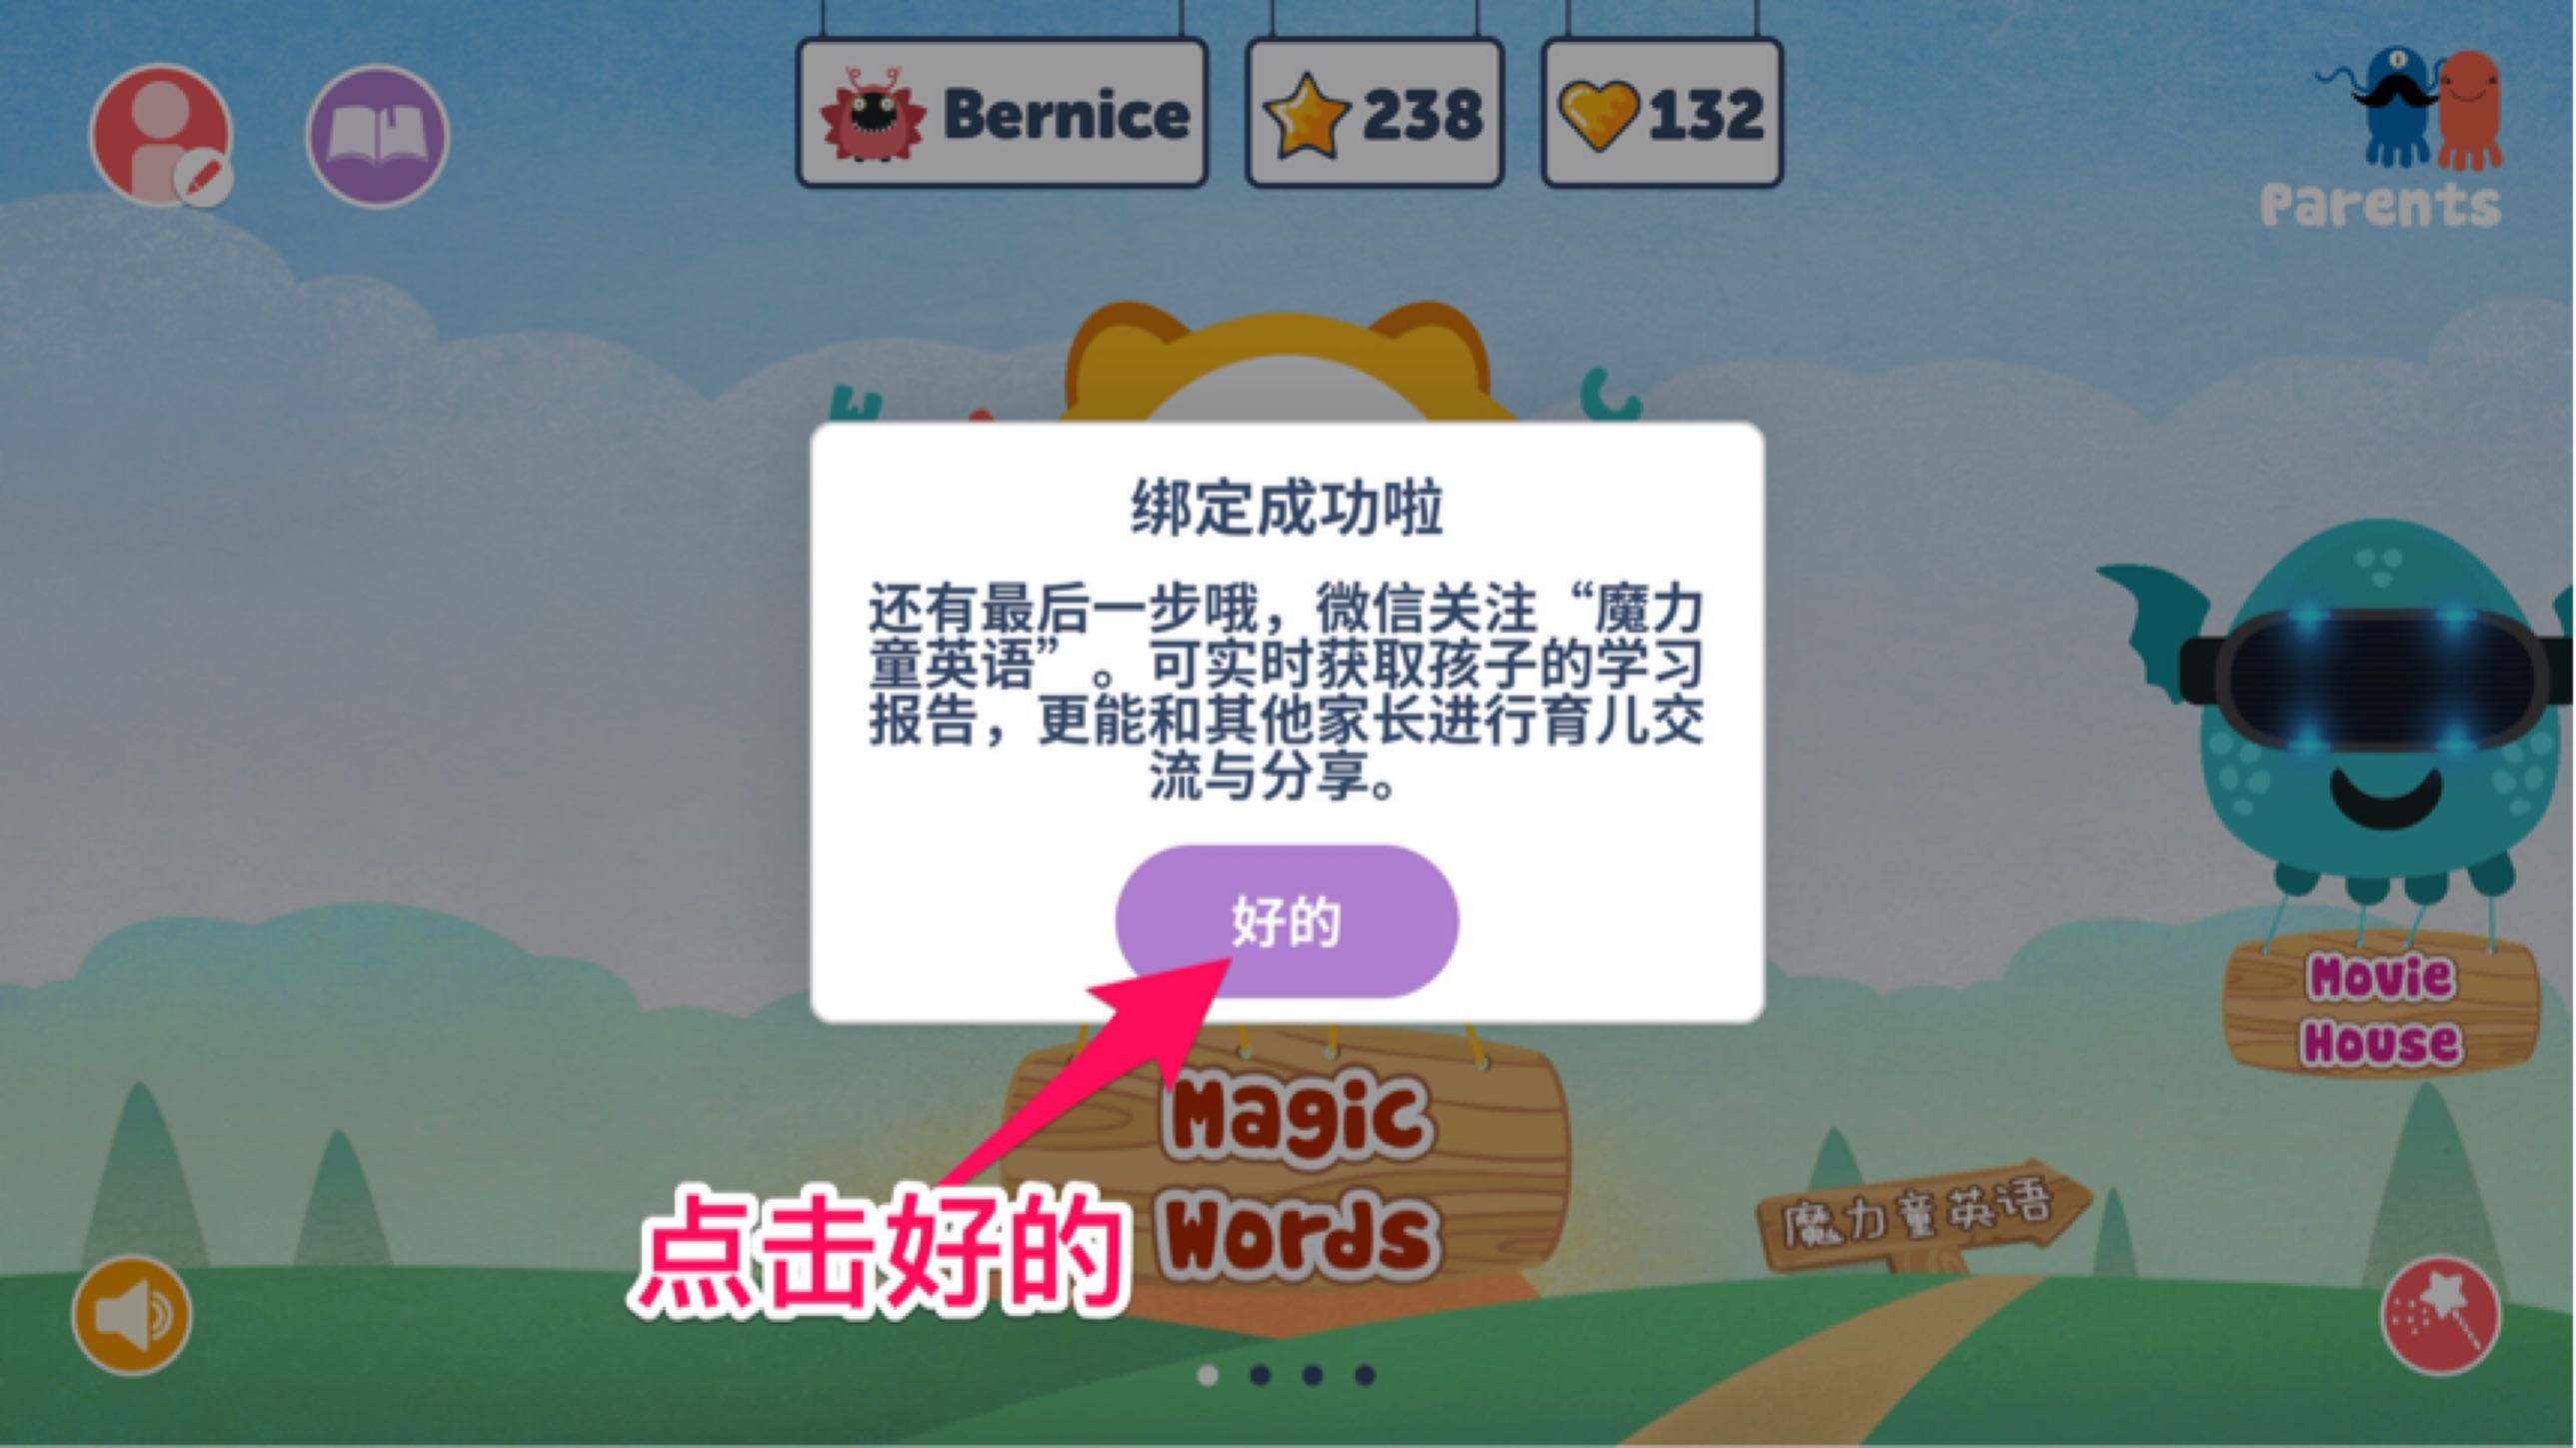 Bernice
238
132
Parents
绑定成功啦
还有最后一步哦，微信关注“魔力
童英语”。可实时获取孩子的学习
报告，更能和其他家长进行育儿交
流与分享。
好的
Movie
House
Magic
Words
魔力童英语
点击好的